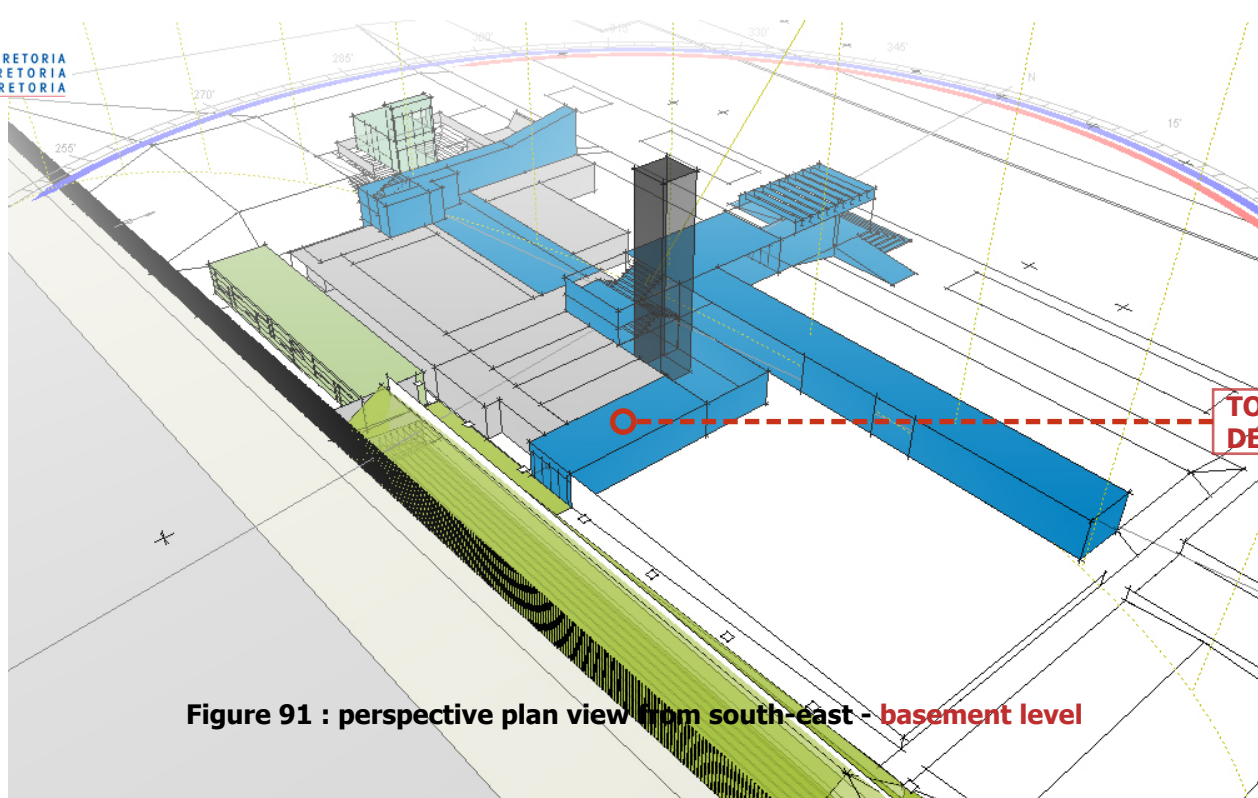 RETORIA
RETORIA
RETORIA
255°
270°
285°
300°
315°
330°
345°
N
15°
TO
DE
Figure 91 : perspective plan view from south-east - basement level